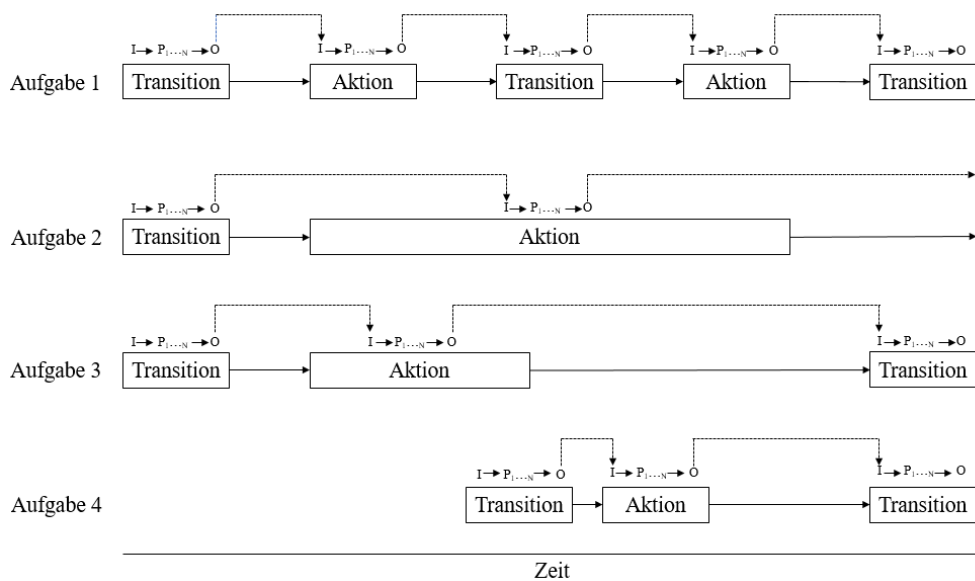 I P1…N O I P1…N O I P1…N O I P1…N O I P1…N O
Aufgabe 1 Transition Aktion Transition Aktion Transition
I P1…N O I P1…N O
Aufgabe 2 Transition Aktion
I P1…N O I P1…N O I P1…N O
Aufgabe 3 Transition Aktion Transition
I P1…N O I P1…N O I P1…N O
Aufgabe 4 Transition Aktion Transition
Zeit